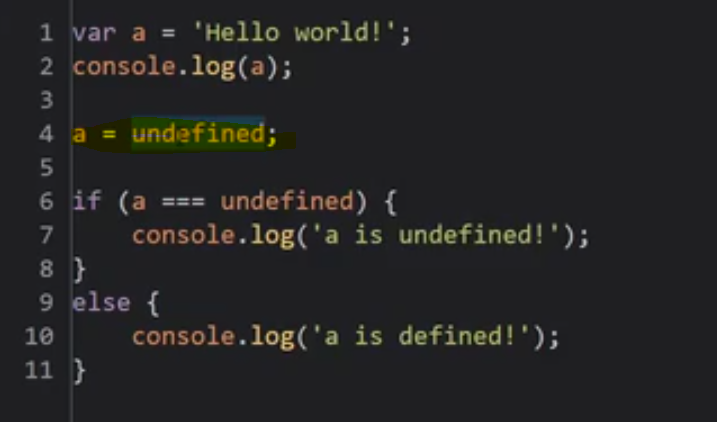 1 var a = 'Hello world!';
2 console.log(a);
3
4 a = undefined;
5
6 if (a === undefined) {
7     console.log('a is undefined!');
8 }
9 else {
10     console.log('a is defined!');
11 }